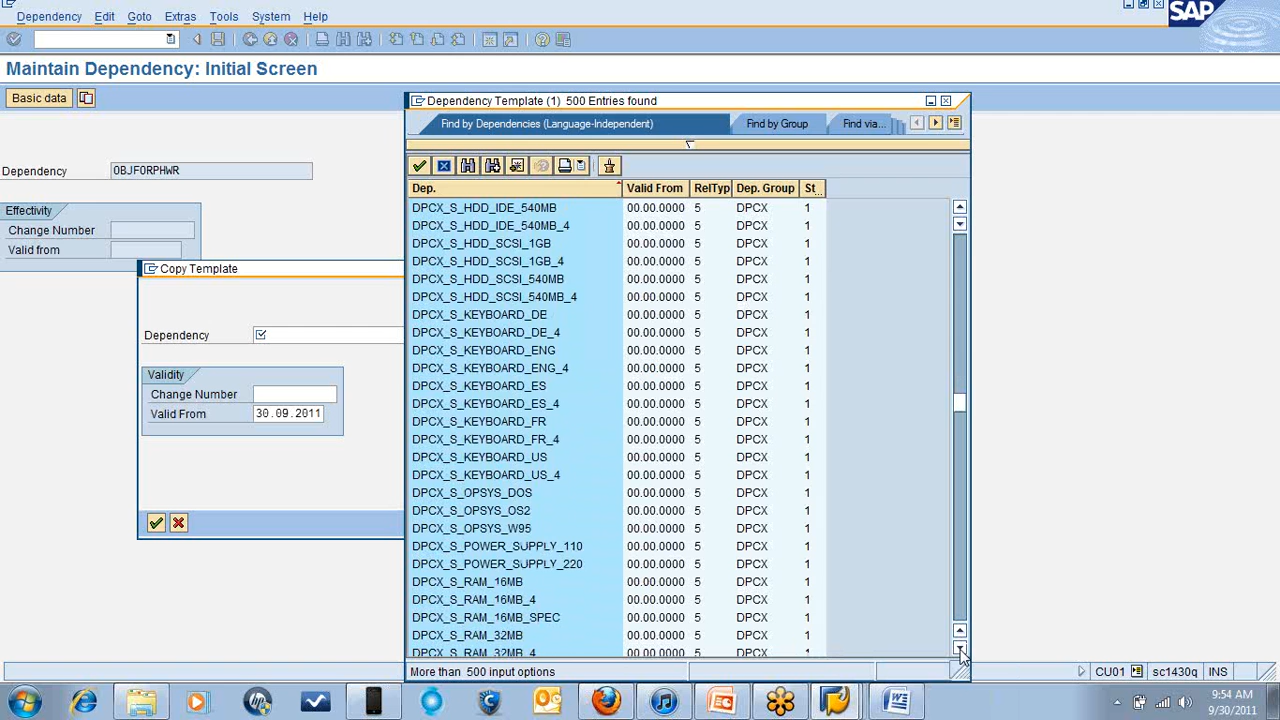 Dependency Edit Goto Extras Tools System Help
SAP
Maintain Dependency: Initial Screen
Basic data
Dependency OBJFORPHWR
Effectivity
Change Number
Valid from
Copy Template
Dependency
Validity
Change Number
Valid From 30.09.2011
Dependency Template (1) 500 Entries found
Find by Dependencies (Language-Independent) Find by Group Find via...
Dep. Valid From RelTyp Dep. Group St...
DPCX_S_HDD_IDE_540MB 00.00.0000 5 DPCX 1
DPCX_S_HDD_IDE_540MB_4 00.00.0000 5 DPCX 1
DPCX_S_HDD_SCSI_1GB 00.00.0000 5 DPCX 1
DPCX_S_HDD_SCSI_1GB_4 00.00.0000 5 DPCX 1
DPCX_S_HDD_SCSI_540MB 00.00.0000 5 DPCX 1
DPCX_S_HDD_SCSI_540MB_4 00.00.0000 5 DPCX 1
DPCX_S_KEYBOARD_DE 00.00.0000 5 DPCX 1
DPCX_S_KEYBOARD_DE_4 00.00.0000 5 DPCX 1
DPCX_S_KEYBOARD_ENG 00.00.0000 5 DPCX 1
DPCX_S_KEYBOARD_ENG_4 00.00.0000 5 DPCX 1
DPCX_S_KEYBOARD_ES 00.00.0000 5 DPCX 1
DPCX_S_KEYBOARD_ES_4 00.00.0000 5 DPCX 1
DPCX_S_KEYBOARD_FR 00.00.0000 5 DPCX 1
DPCX_S_KEYBOARD_FR_4 00.00.0000 5 DPCX 1
DPCX_S_KEYBOARD_US 00.00.0000 5 DPCX 1
DPCX_S_KEYBOARD_US_4 00.00.0000 5 DPCX 1
DPCX_S_OPSYS_DOS 00.00.0000 5 DPCX 1
DPCX_S_OPSYS_OS2 00.00.0000 5 DPCX 1
DPCX_S_OPSYS_W95 00.00.0000 5 DPCX 1
DPCX_S_POWER_SUPPLY_110 00.00.0000 5 DPCX 1
DPCX_S_POWER_SUPPLY_220 00.00.0000 5 DPCX 1
DPCX_S_RAM_16MB 00.00.0000 5 DPCX 1
DPCX_S_RAM_16MB_4 00.00.0000 5 DPCX 1
DPCX_S_RAM_16MB_SPEC 00.00.0000 5 DPCX 1
DPCX_S_RAM_32MB 00.00.0000 5 DPCX 1
DPCX_S_RAM_32MB_4 00.00.0000 5 DPCX 1
More than 500 input options
CU01 sc1430q INS
9:54 AM
9/30/2011